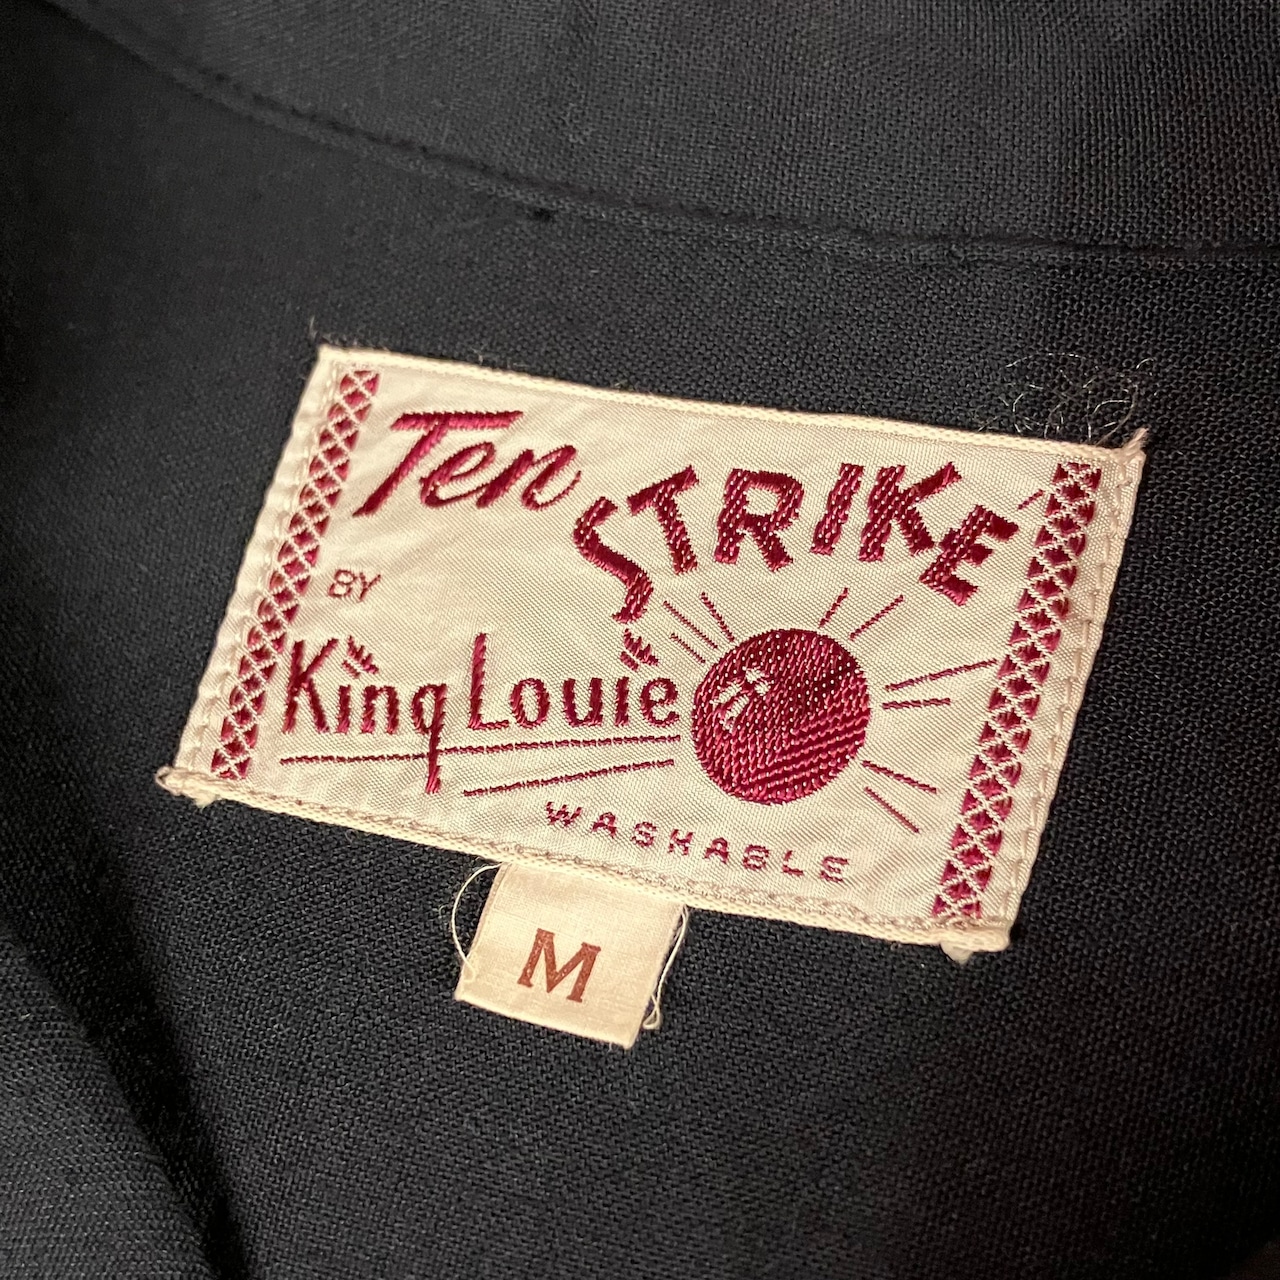 Ten STRIKE
BY
King Louie
WASHABLE
M